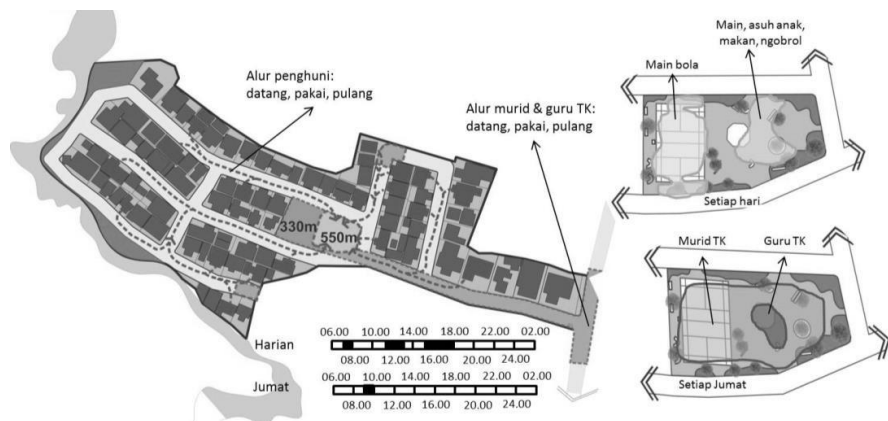 Alur penghuni:
datang, pakai, pulang
Alur murid & guru TK:
datang, pakai, pulang
330m
550m
Harian
06.00 10.00 14.00 18.00 22.00 02.00
08.00 12.00 16.00 20.00 24.00
Jumat
06.00 10.00 14.00 18.00 22.00 02.00
08.00 12.00 16.00 20.00 24.00
Main bola
Main, asuh anak,
makan, ngobrol
Setiap hari
Murid TK
Guru TK
Setiap Jumat